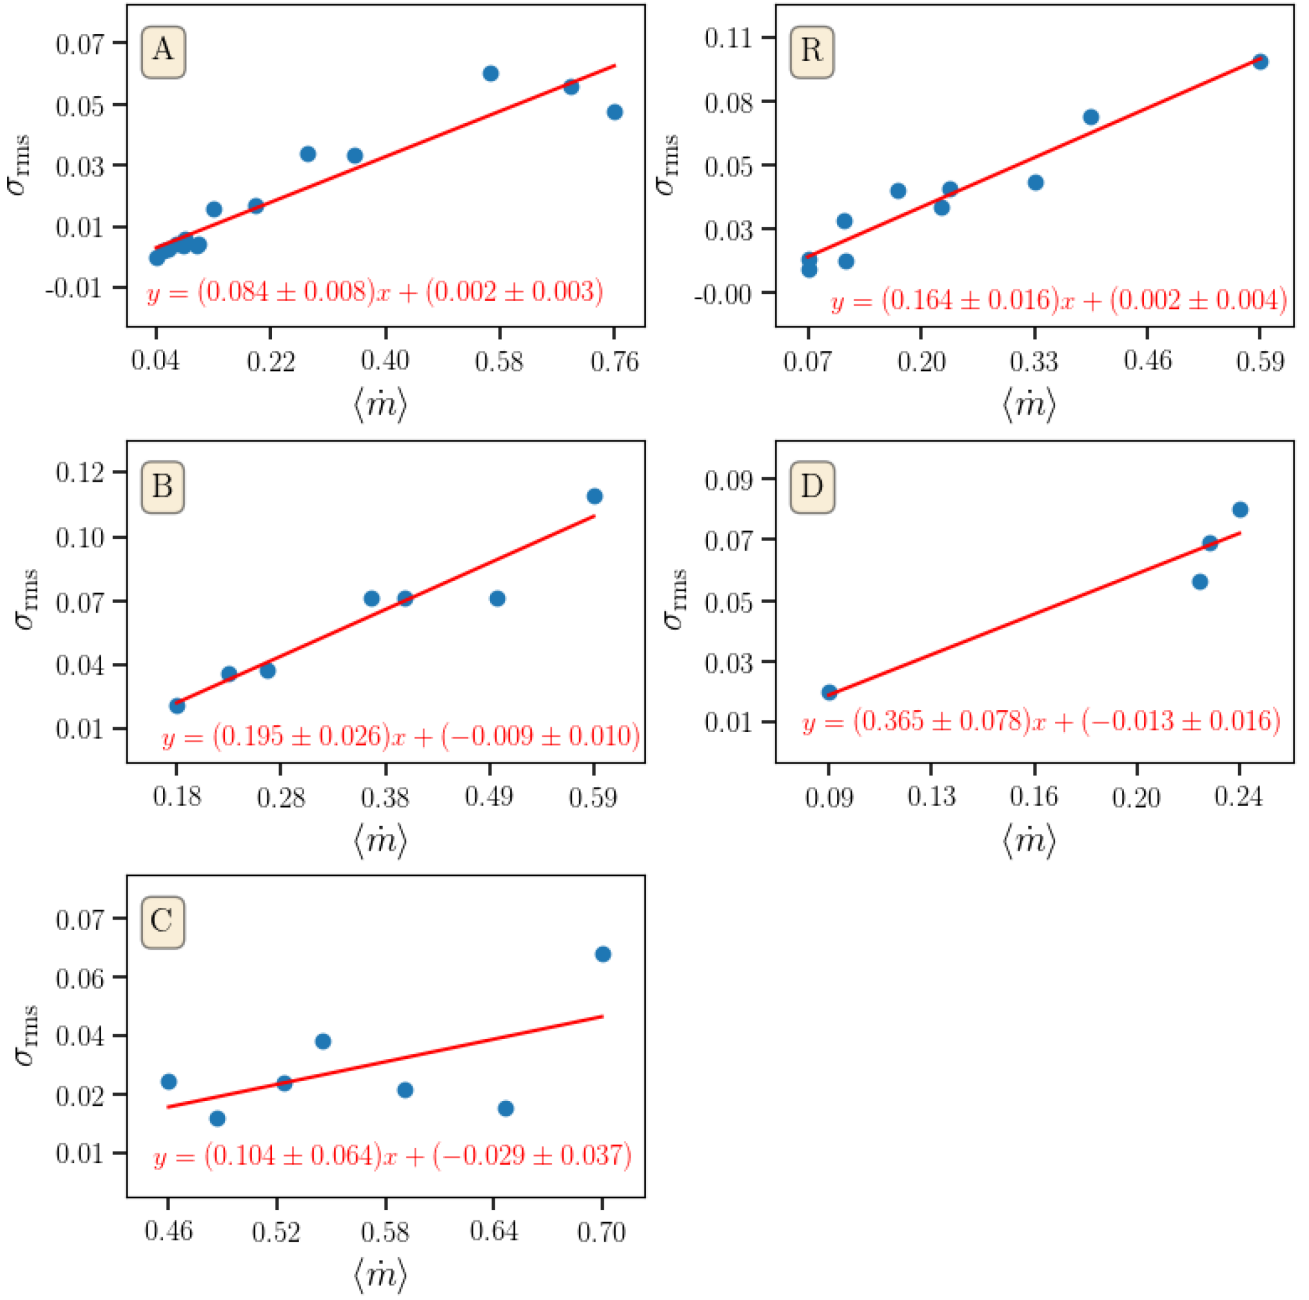 A
0.07
0.05
0.03
0.01
-0.01
σrms
y = (0.084 ± 0.008)x + (0.002 ± 0.003)
0.04 0.22 0.40 0.58 0.76
⟨ṁ⟩
R
0.11
0.08
0.05
0.03
-0.00
σrms
y = (0.164 ± 0.016)x + (0.002 ± 0.004)
0.07 0.20 0.33 0.46 0.59
⟨ṁ⟩
B
0.12
0.10
0.07
0.04
0.01
σrms
y = (0.195 ± 0.026)x + (−0.009 ± 0.010)
0.18 0.28 0.38 0.49 0.59
⟨ṁ⟩
D
0.09
0.07
0.05
0.03
0.01
σrms
y = (0.365 ± 0.078)x + (−0.013 ± 0.016)
0.09 0.13 0.16 0.20 0.24
⟨ṁ⟩
C
0.07
0.06
0.04
0.02
0.01
σrms
y = (0.104 ± 0.064)x + (−0.029 ± 0.037)
0.46 0.52 0.58 0.64 0.70
⟨ṁ⟩